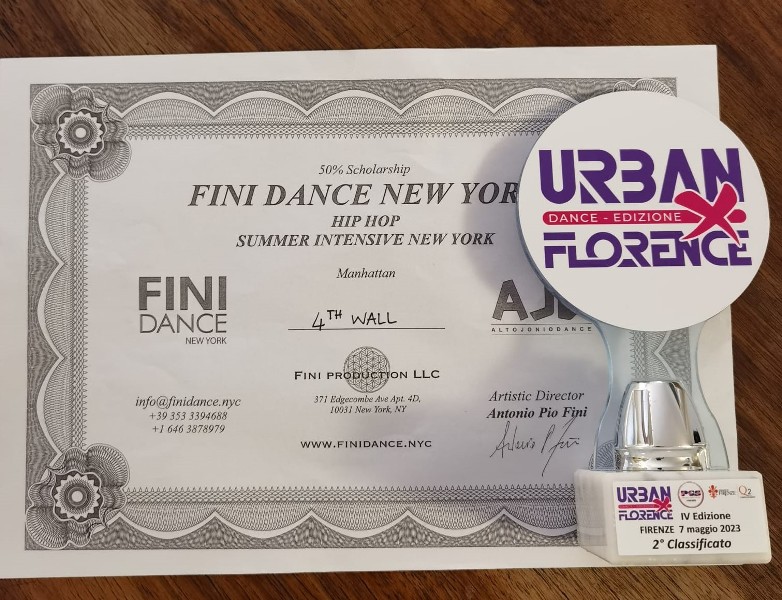 50% Scholarship
FINI DANCE NEW YOR
HIP HOP
SUMMER INTENSIVE NEW YORK
Manhattan
FINI
DANCE
NEW YORK
4TH WALL
ALTOJONIODANCE
FINI PRODUCTION LLC
371 Edgecombe Ave Apt. 4D,
10031 New York, NY
info@finidance.nyc
+39 353 3394688
+1 646 3878979
WWW.FINIDANCE.NYC
Artistic Director
Antonio Pio Fini
URBAN
DANCE - EDIZIONE
X
FLORENCE
URBAN
X
FLORENCE
PGS
Q2
IV Edizione
FIRENZE 7 maggio 2023
2° Classificato